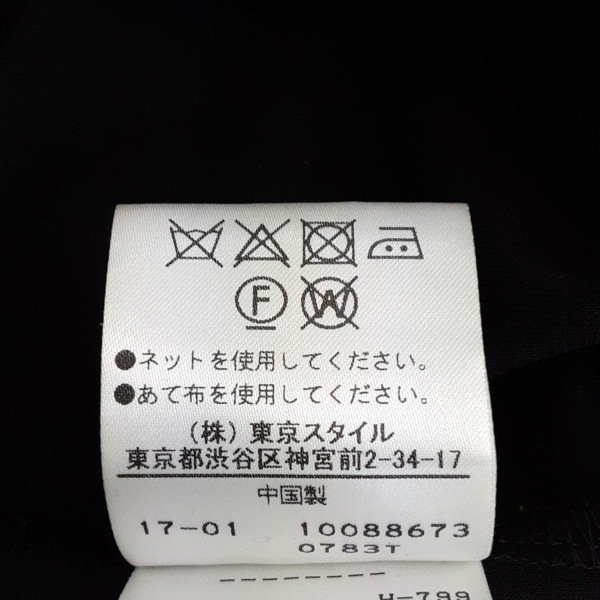 F W
●ネットを使用してください。
●あて布を使用してください。
(株)東京スタイル
東京都渋谷区神宮前2-34-17
中国製
17-01 10088673
0783T
--------
H-799